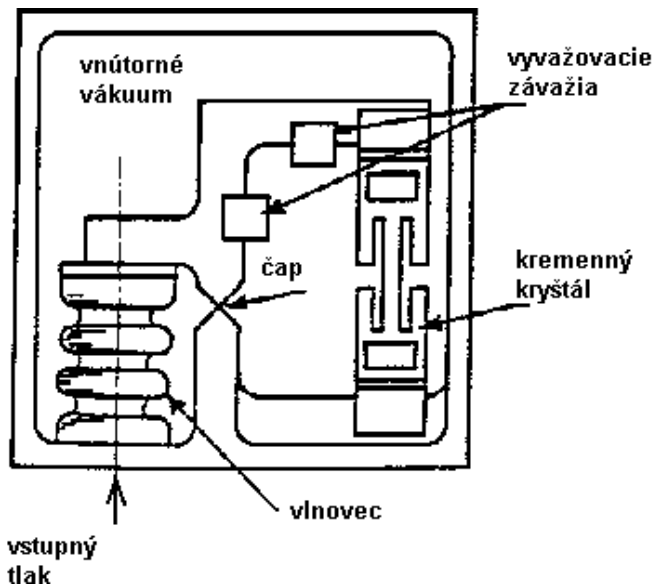 vnútorné
vákuum
vyvažovacie
závažia
čap
kremenný
kryštál
vlnovec
vstupný
tlak